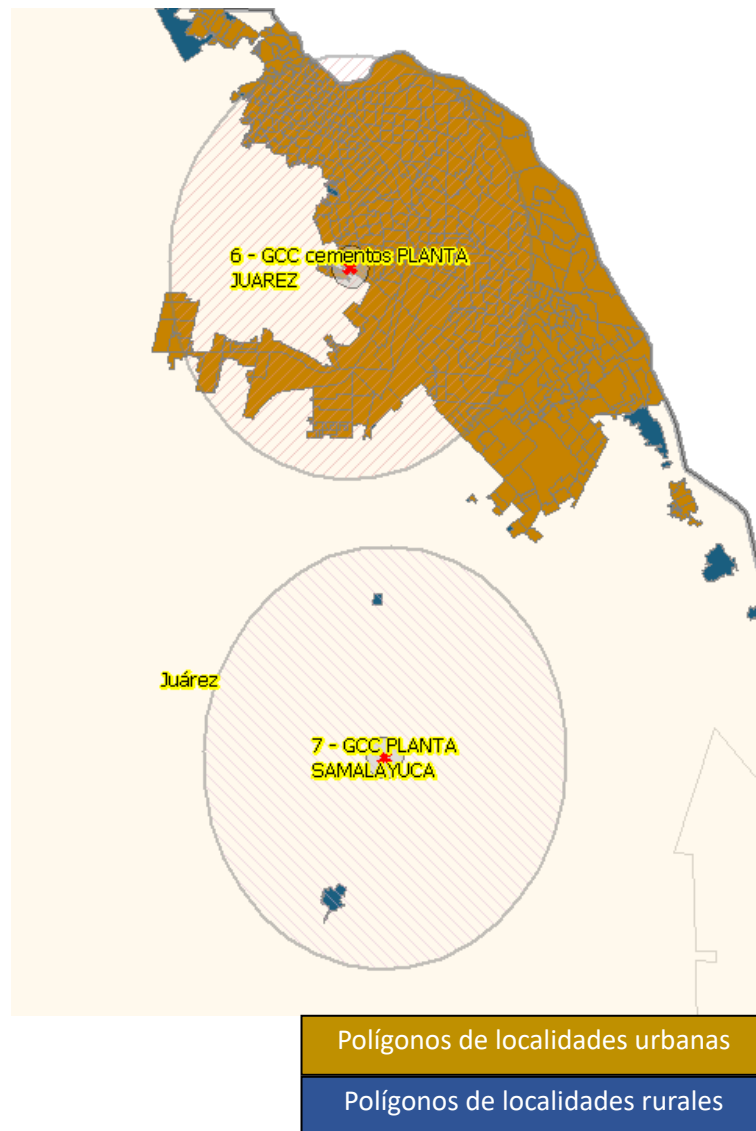 6 - GCC cementos PLANTA
JUAREZ
Juárez
7 - GCC PLANTA
SAMALAYUCA
Polígonos de localidades urbanas
Polígonos de localidades rurales